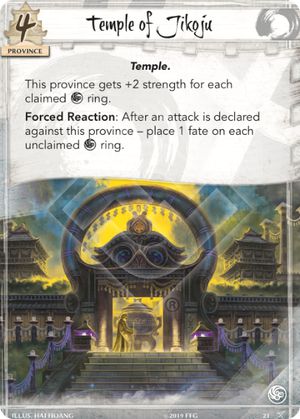 Temple of Jikoju
4
PROVINCE
Temple.
This province gets +2 strength for each
claimed ring.
Forced Reaction: After an attack is declared
against this province – place 1 fate on each
unclaimed ring.
ILLUS. HAI HOANG
© 2019 FFG
21